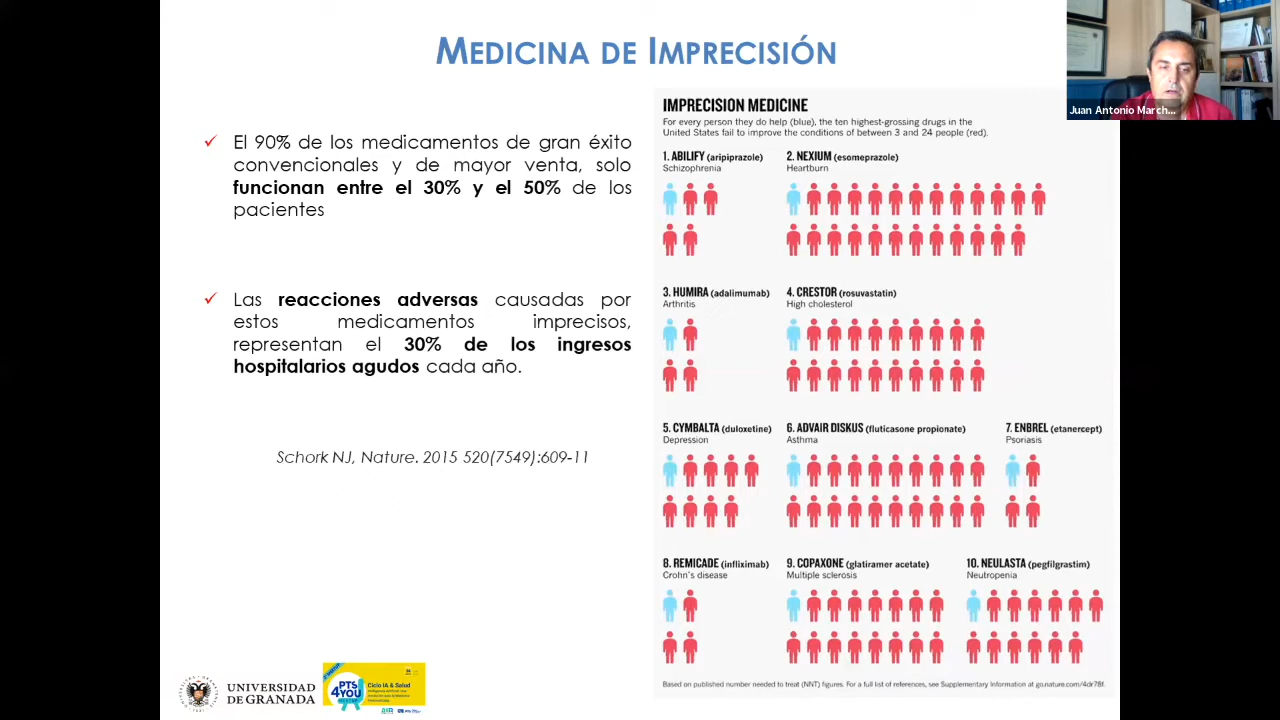 MEDICINA DE IMPRECISIÓN
Juan Antonio March...
✓ El 90% de los medicamentos de gran éxito
convencionales y de mayor venta, solo
funcionan entre el 30% y el 50% de los
pacientes
✓ Las reacciones adversas causadas por
estos medicamentos imprecisos,
representan el 30% de los ingresos
hospitalarios agudos cada año.
Schork NJ, Nature. 2015 520(7549):609-11
IMPRECISION MEDICINE
For every person they do help (blue), the ten highest-grossing drugs in the
United States fail to improve the conditions of between 3 and 24 people (red).
1. ABILIFY (aripiprazole)
Schizophrenia
2. NEXIUM (esomeprazole)
Heartburn
3. HUMIRA (adalimumab)
Arthritis
4. CRESTOR (rosuvastatin)
High cholesterol
5. CYMBALTA (duloxetine)
Depression
6. ADVAIR DISKUS (fluticasone propionate)
Asthma
7. ENBREL (etanercept)
Psoriasis
8. REMICADE (infliximab)
Crohn's disease
9. COPAXONE (glatiramer acetate)
Multiple sclerosis
10. NEULASTA (pegfilgrastim)
Neutropenia
Based on published number needed to treat (NNT) figures. For a full list of references, see Supplementary Information at go.nature.com/4dr78f.
UNIVERSIDAD
DE GRANADA
PTS
4YOU
Ciclo IA & Salud